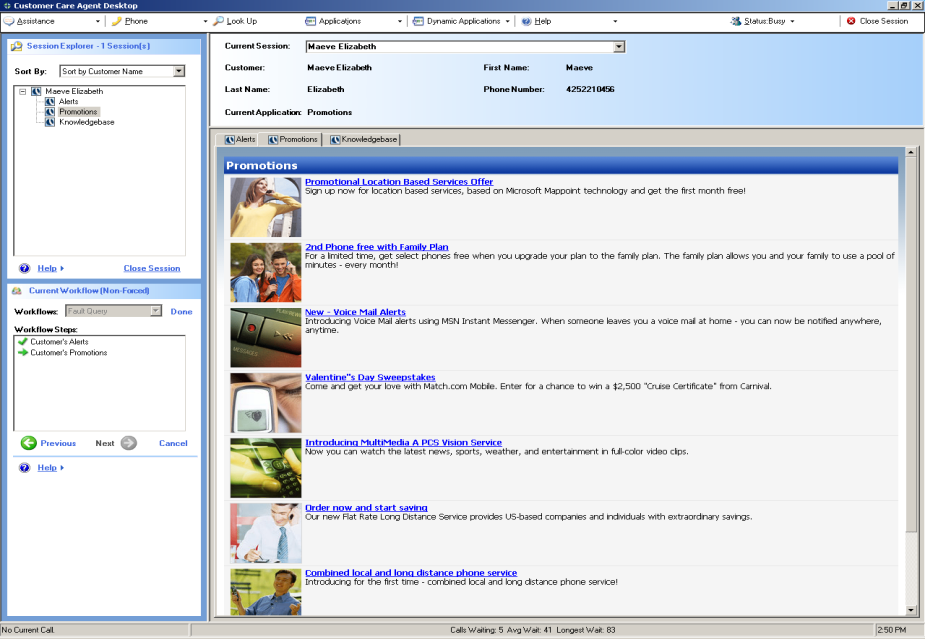 Customer Care Agent Desktop
Assistance Phone Look Up Applications Dynamic Applications Help Status:Busy Close Session
Session Explorer - 1 Session(s)
Sort By: Sort by Customer Name
Maeve Elizabeth
Alerts
Promotions
Knowledgebase
Help
Close Session
Current Workflow (Non-Forced)
Workflows: Fault Query Done
Workflow Steps:
Customer's Alerts
Customer's Promotions
Previous Next Cancel
Help
Current Session: Maeve Elizabeth
Customer: Maeve Elizabeth First Name: Maeve
Last Name: Elizabeth Phone Number: 4252210456
Current Application: Promotions
Alerts Promotions Knowledgebase
Promotions
Promotional Location Based Services Offer
Sign up now for location based services, based on Microsoft Mappoint technology and get the first month free!
2nd Phone free with Family Plan
For a limited time, get select phones free when you upgrade your plan to the family plan. The family plan allows you and your family to use a pool of
minutes - every month!
New - Voice Mail Alerts
Introducing Voice Mail alerts using MSN Instant Messenger. When someone leaves you a voice mail at home - you can now be notified anywhere,
anytime.
MESSAGES
Valentine"s Day Sweepstakes
Come and get your love with Match.com Mobile. Enter for a chance to win a $2,500 "Cruise Certificate" from Carnival.
Introducing MultiMedia A PCS Vision Service
Now you can watch the latest news, sports, weather, and entertainment in full-color video clips.
Order now and start saving
Our new Flat Rate Long Distance Service provides US-based companies and individuals with extraordinary savings.
Combined local and long distance phone service
Introducing for the first time - combined local and long distance phone service!
No Current Call Calls Waiting: 5 Avg Wait: 41 Longest Wait: 83 2:50 PM